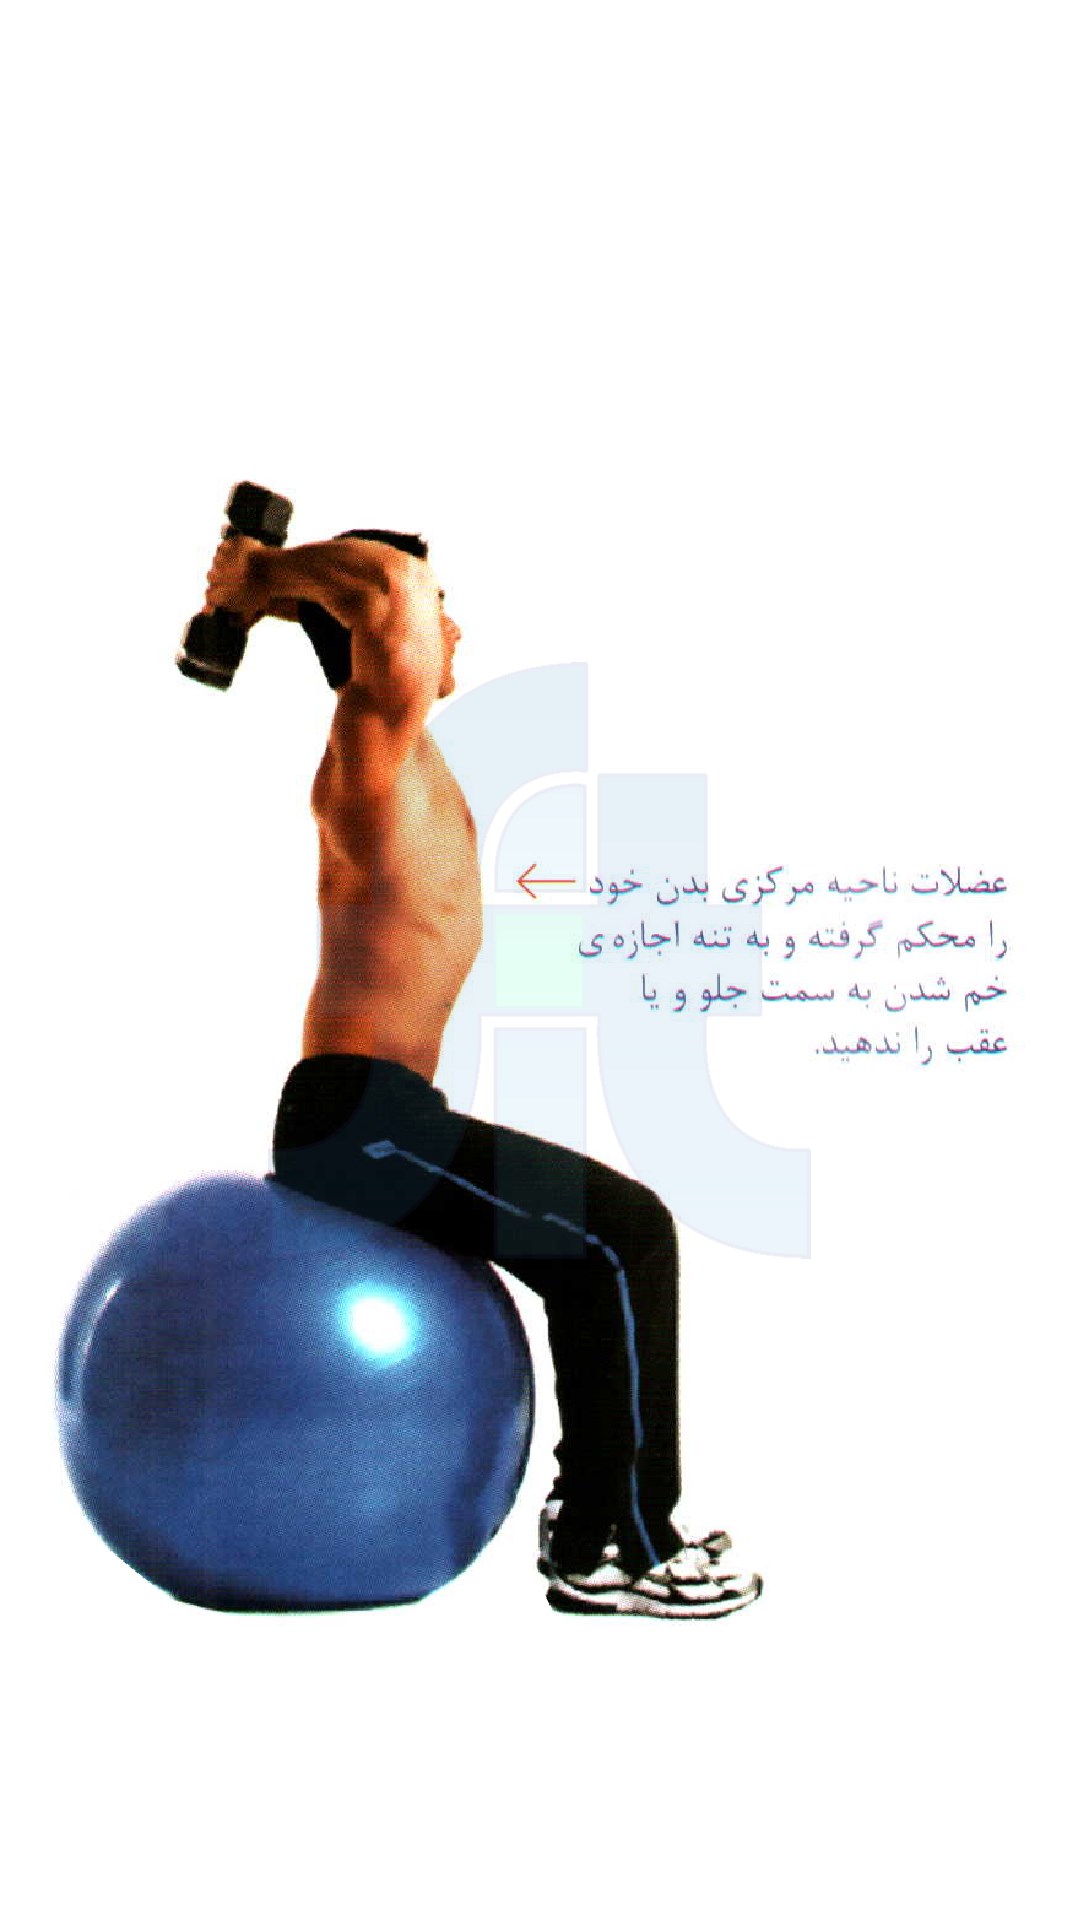 عضلات ناحیه مرکزی بدن خود
را محکم گرفته و به تنه اجازه‌ی
خم شدن به سمت جلو و یا
عقب را ندهید.
fit